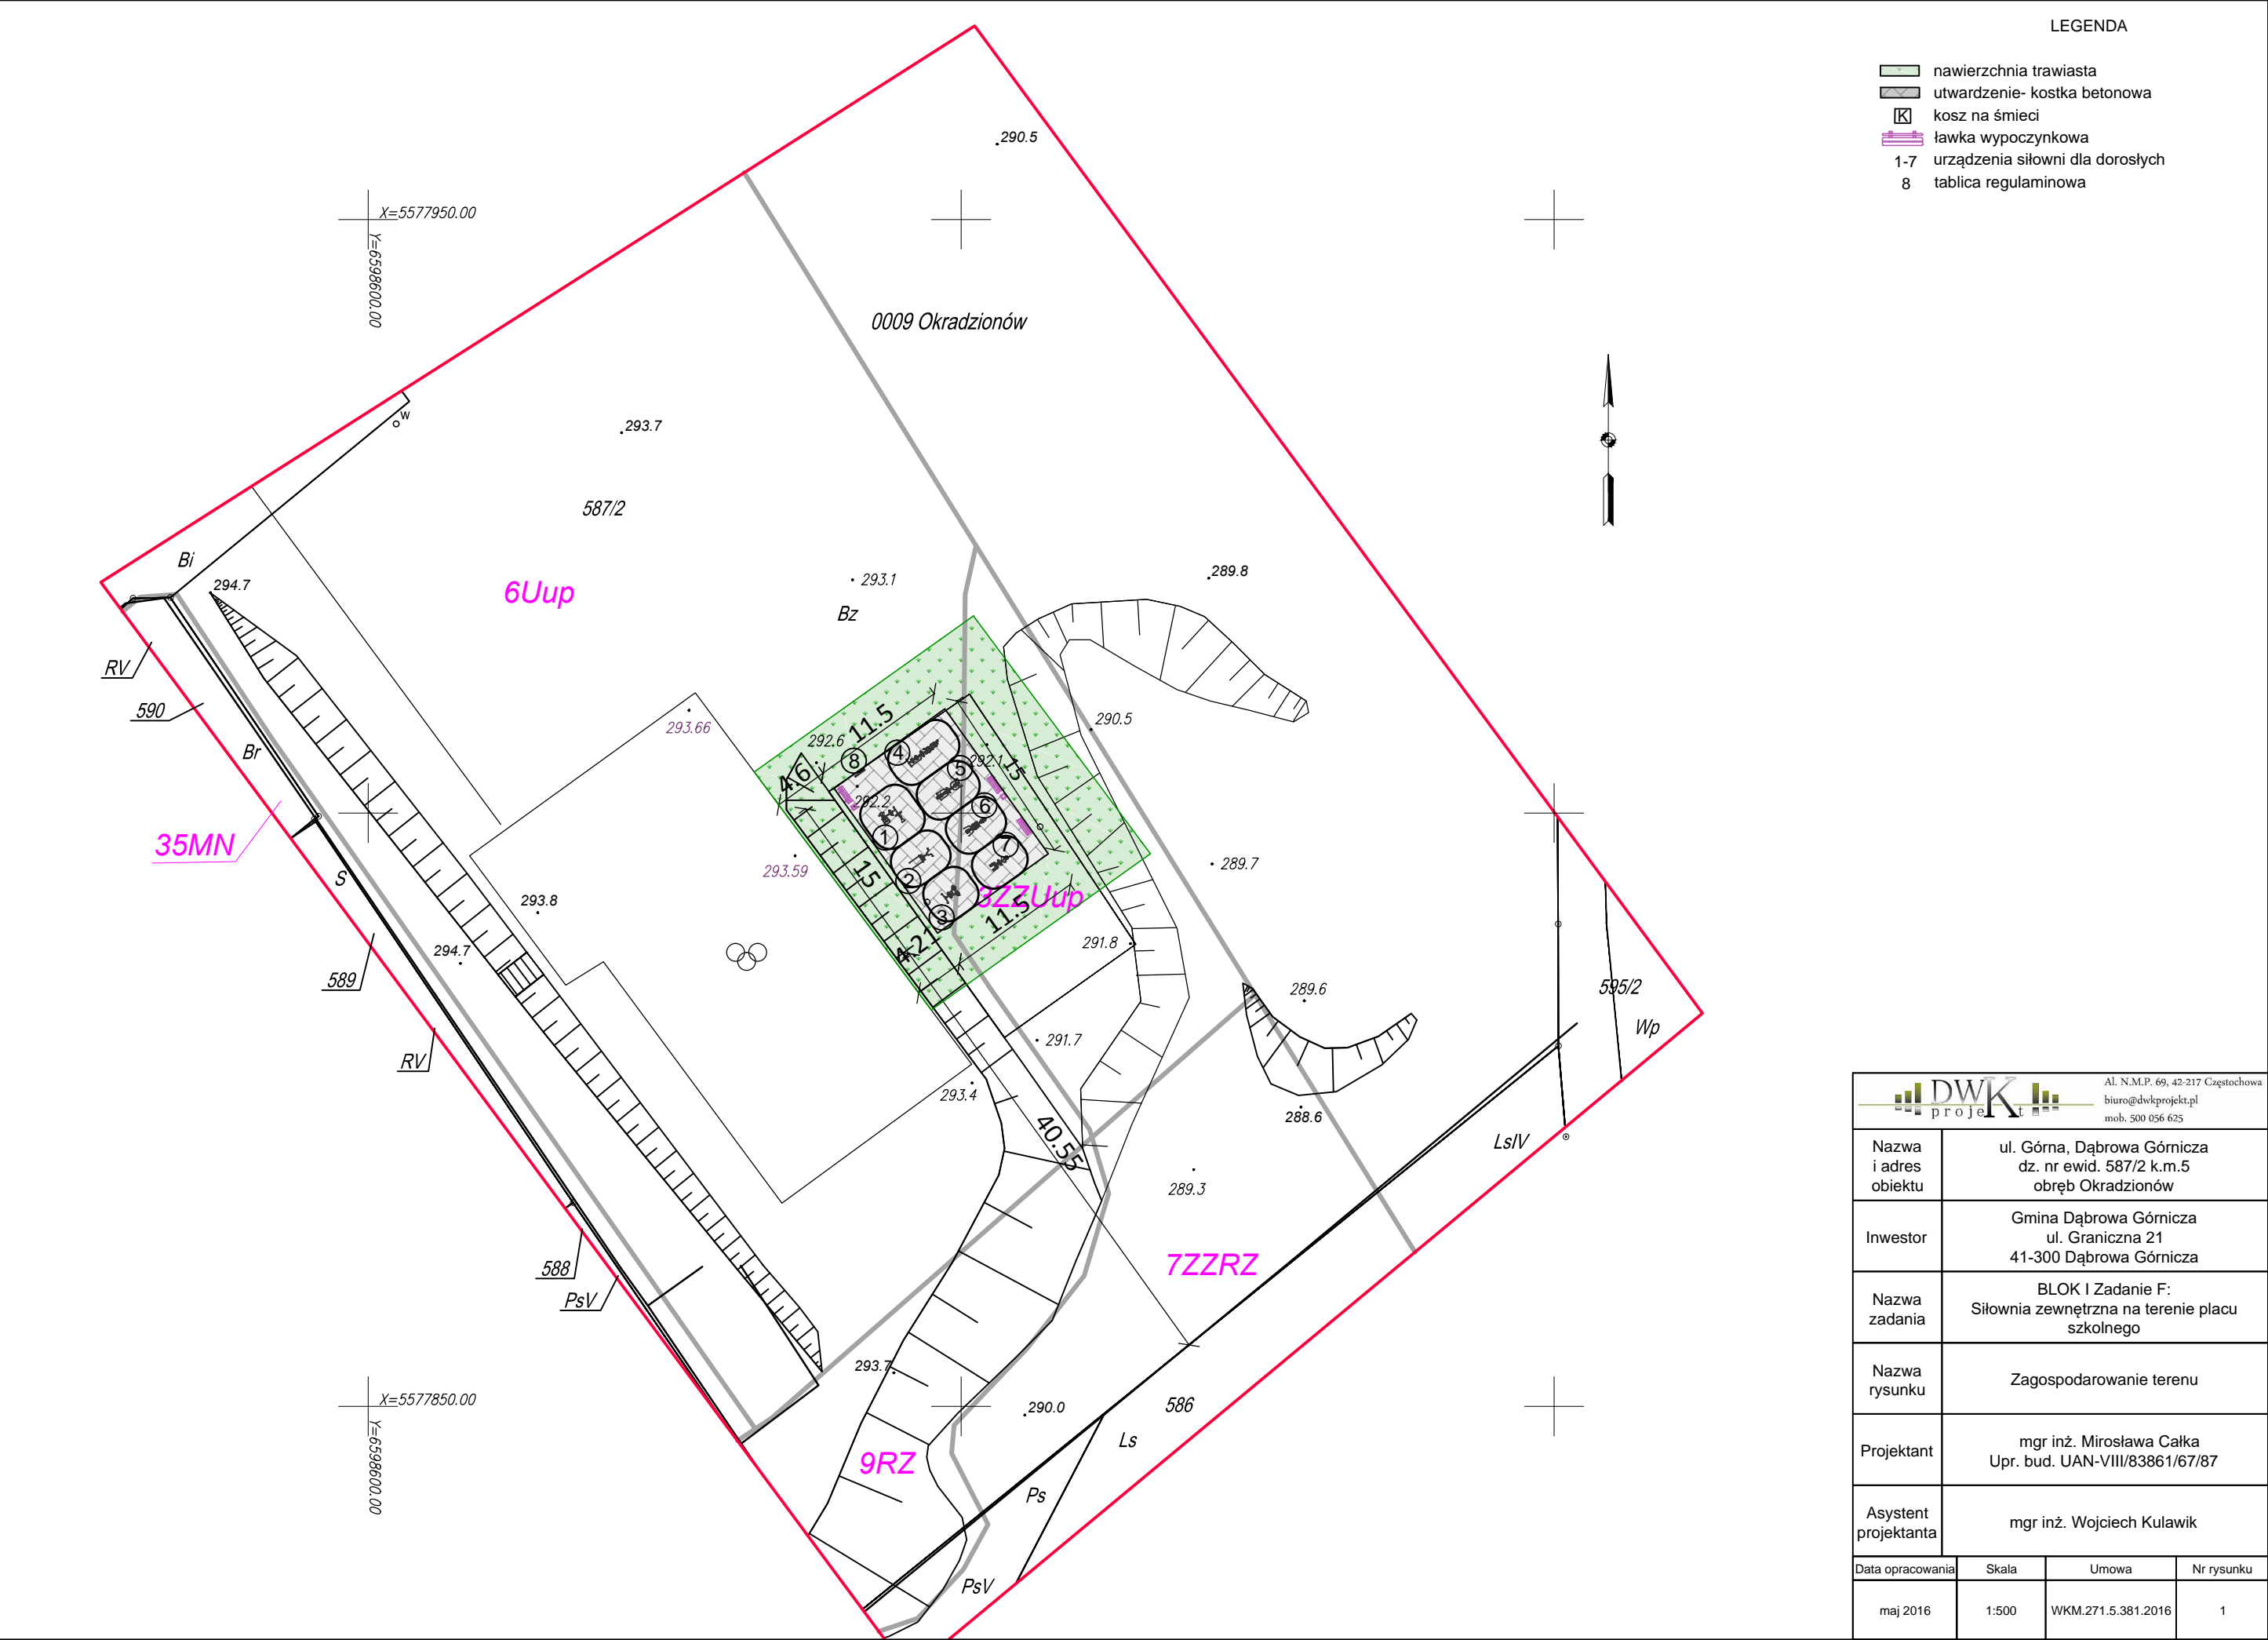 LEGENDA
nawierzchnia trawiasta
utwardzenie- kostka betonowa
K kosz na śmieci
ławka wypoczynkowa
1-7 urządzenia siłowni dla dorosłych
8 tablica regulaminowa
290.5
X=5577950.00
Y=6598600.00
0009 Okradzionów
w
293.7
587/2
Bi
294.7
6Uup
293.1
289.8
Bz
RV
590
293.66
290.5
11.5
292.6
8
4
4.6
5
292.1
15
292.2
6
Br
1
7
35MN
293.59
15
2
289.7
S
3ZZUup
293.8
3
11.5
4.21
291.8
294.7
589
289.6
595/2
Wp
291.7
RV
293.4
288.6
40.55
LsIV
289.3
588
7ZZRZ
PsV
293.7
X=5577850.00
Y=6598600.00
290.0
586
Ls
9RZ
Ps
PsV
DWK
projekt
Al. N.M.P. 69, 42-217 Częstochowa
biuro@dwkprojekt.pl
mob. 500 056 625
Nazwa
i adres
obiektu
ul. Górna, Dąbrowa Górnicza
dz. nr ewid. 587/2 k.m.5
obręb Okradzionów
Inwestor
Gmina Dąbrowa Górnicza
ul. Graniczna 21
41-300 Dąbrowa Górnicza
Nazwa
zadania
BLOK I Zadanie F:
Siłownia zewnętrzna na terenie placu
szkolnego
Nazwa
rysunku
Zagospodarowanie terenu
Projektant
mgr inż. Mirosława Całka
Upr. bud. UAN-VIII/83861/67/87
Asystent
projektanta
mgr inż. Wojciech Kulawik
Data opracowania Skala Umowa Nr rysunku
maj 2016 1:500 WKM.271.5.381.2016 1